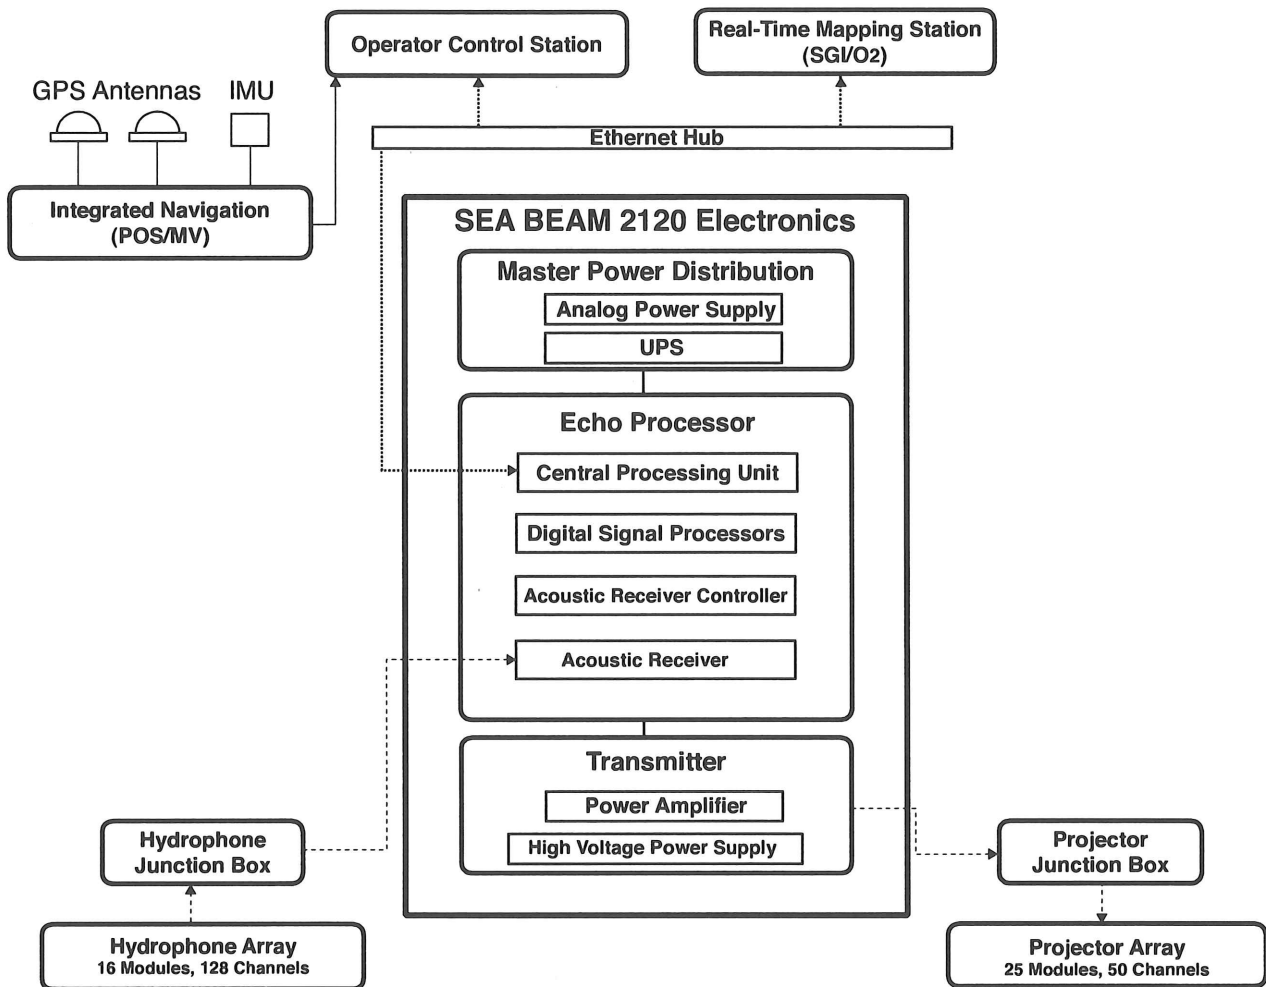 Operator Control Station
Real-Time Mapping Station
(SGI/O2)
GPS Antennas
IMU
Ethernet Hub
Integrated Navigation
(POS/MV)
SEA BEAM 2120 Electronics
Master Power Distribution
Analog Power Supply
UPS
Echo Processor
Central Processing Unit
Digital Signal Processors
Acoustic Receiver Controller
Acoustic Receiver
Transmitter
Power Amplifier
High Voltage Power Supply
Hydrophone
Junction Box
Projector
Junction Box
Hydrophone Array
16 Modules, 128 Channels
Projector Array
25 Modules, 50 Channels